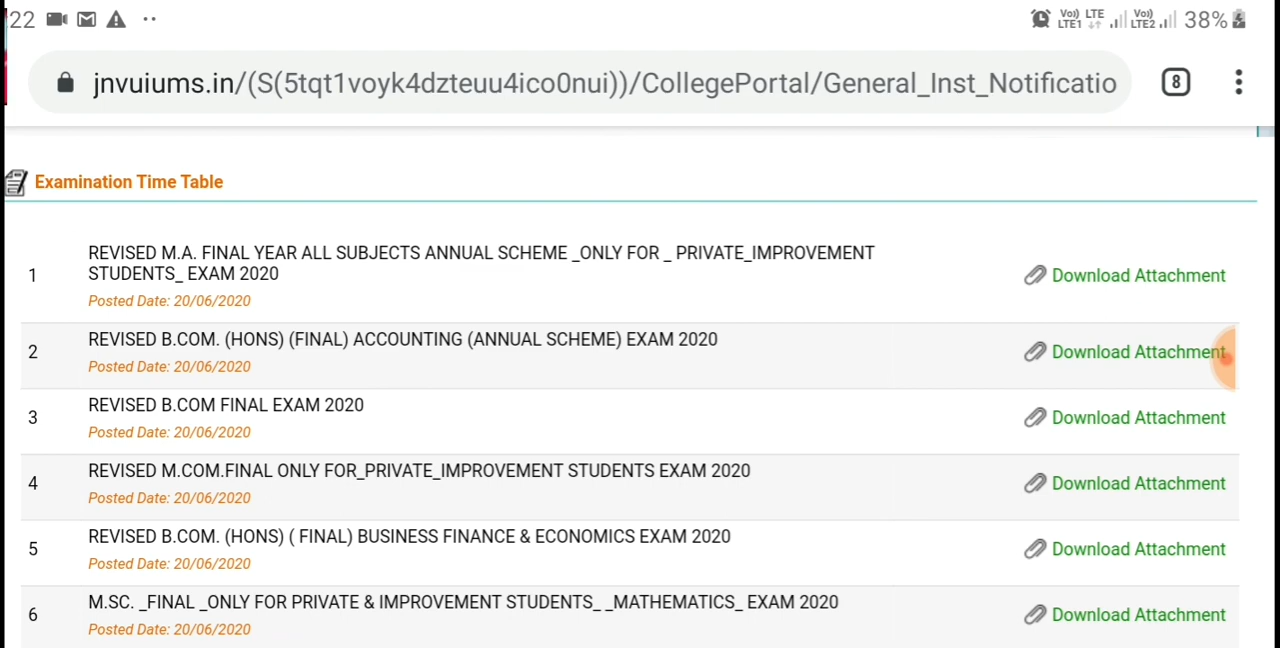 22
Vo) LTE
LTE1
Vo)
LTE2
38%
jnvuiums.in/(S(5tqt1voyk4dzteuu4ico0nui))/CollegePortal/General_Inst_Notificatio
8
Examination Time Table
1
REVISED M.A. FINAL YEAR ALL SUBJECTS ANNUAL SCHEME _ONLY FOR _ PRIVATE_IMPROVEMENT
STUDENTS_ EXAM 2020
Posted Date: 20/06/2020
Download Attachment
2
REVISED B.COM. (HONS) (FINAL) ACCOUNTING (ANNUAL SCHEME) EXAM 2020
Posted Date: 20/06/2020
Download Attachment
3
REVISED B.COM FINAL EXAM 2020
Posted Date: 20/06/2020
Download Attachment
4
REVISED M.COM.FINAL ONLY FOR_PRIVATE_IMPROVEMENT STUDENTS EXAM 2020
Posted Date: 20/06/2020
Download Attachment
5
REVISED B.COM. (HONS) ( FINAL) BUSINESS FINANCE & ECONOMICS EXAM 2020
Posted Date: 20/06/2020
Download Attachment
6
M.SC. _FINAL _ONLY FOR PRIVATE & IMPROVEMENT STUDENTS_ _MATHEMATICS_ EXAM 2020
Posted Date: 20/06/2020
Download Attachment